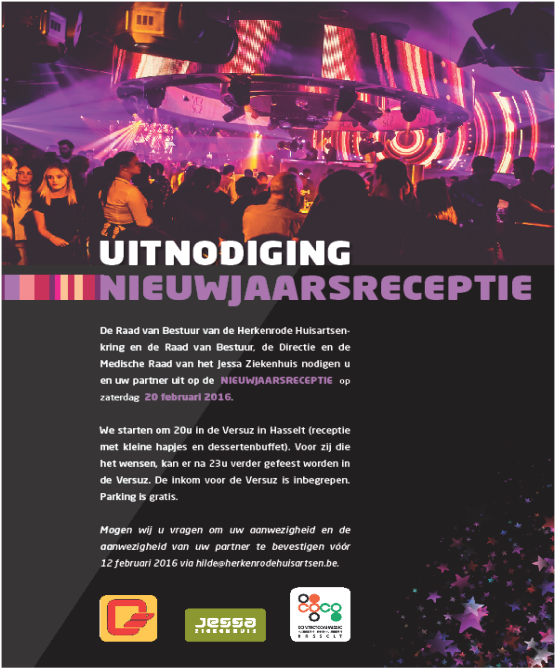 UITNODIGING
NIEUWJAARSRECEPTIE
De Raad van Bestuur van de Herkenrode Huisartsen-
kring en de Raad van Bestuur, de Directie en de
Medische Raad van het Jessa Ziekenhuis nodigen u
en uw partner uit op de NIEUWJAARSRECEPTIE op
zaterdag 20 februari 2016.
We starten om 20u in de Versuz in Hasselt (receptie
met kleine hapjes en dessertenbuffet). Voor zij die
het wensen, kan er na 23u verder gefeest worden in
de Versuz. De inkom voor de Versuz is inbegrepen.
Parking is gratis.
Mogen wij u vragen om uw aanwezigheid en de
aanwezigheid van uw partner te bevestigen vóór
12 februari 2016 via hilde@herkenrodehuisartsen.be.
Jessa
ZIEKENHUIS
HASSELT